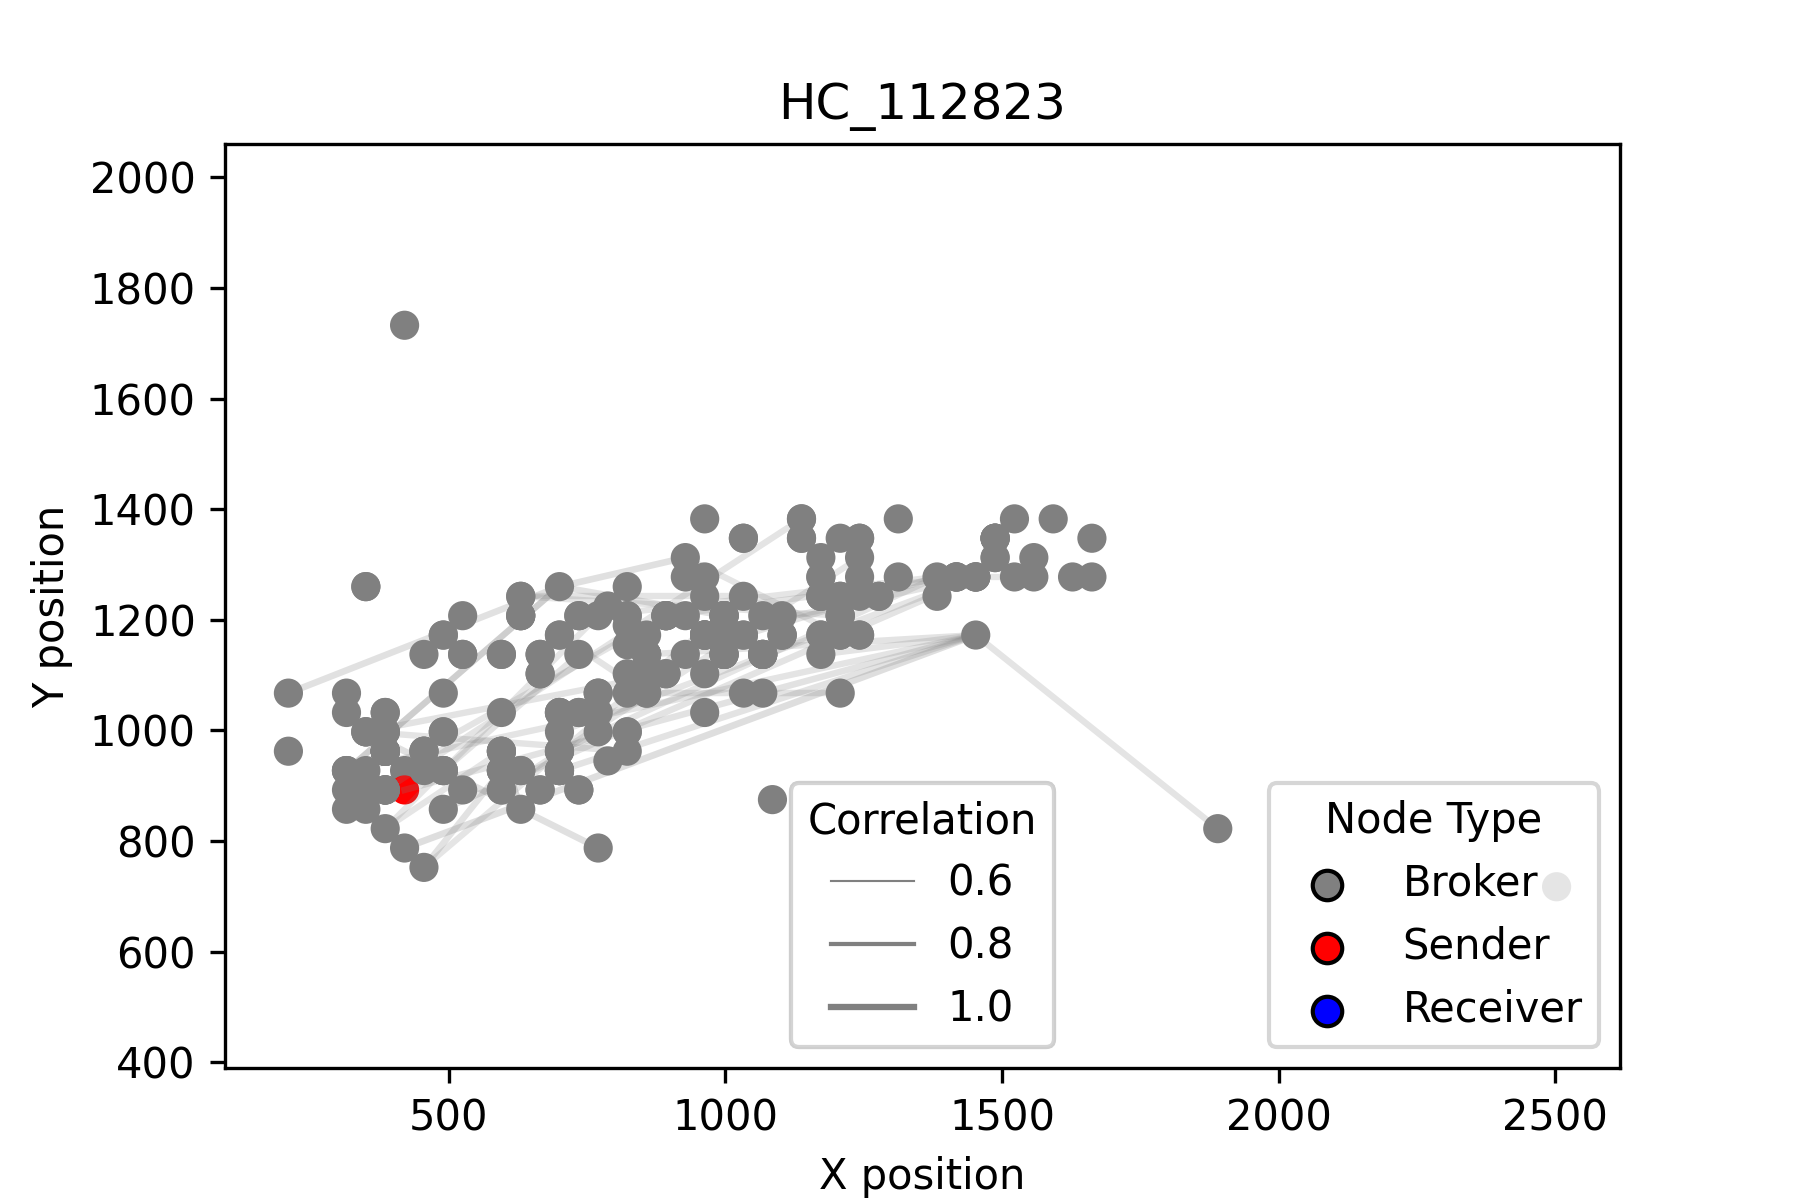 HC_112823
Y position
2000
1800
1600
1400
1200
1000
800
600
400
Correlation
0.6
0.8
1.0
Node Type
Broker
Sender
Receiver
500 1000 1500 2000 2500
X position